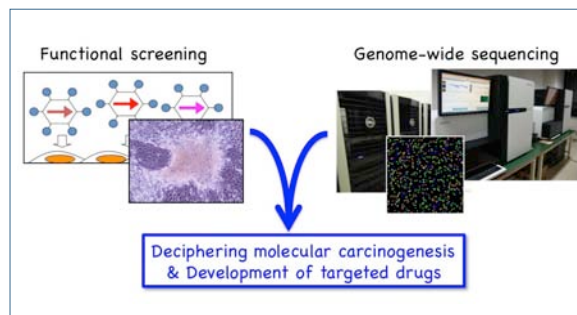 Functional screening
Genome-wide sequencing
Deciphering molecular carcinogenesis
& Development of targeted drugs